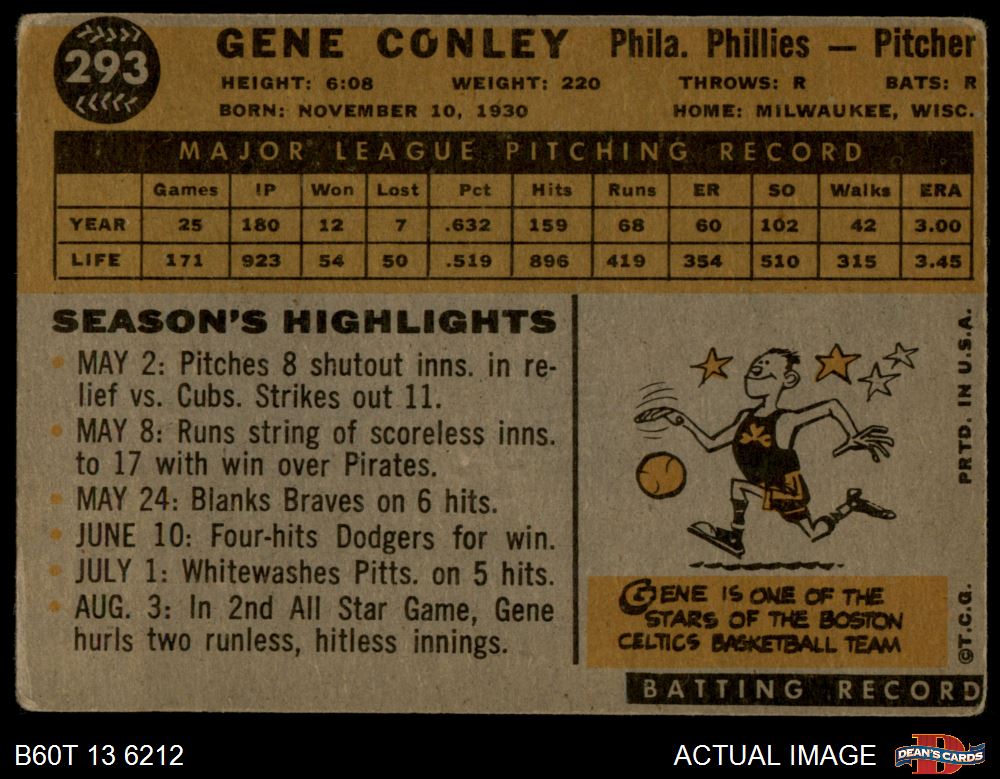 293
GENE CONLEY Phila. Phillies — Pitcher
HEIGHT: 6:08 WEIGHT: 220 THROWS: R BATS: R
BORN: NOVEMBER 10, 1930 HOME: MILWAUKEE, WISC.
MAJOR LEAGUE PITCHING RECORD
Games IP Won Lost Pct Hits Runs ER SO Walks ERA
YEAR 25 180 12 7 .632 159 68 60 102 42 3.00
LIFE 171 923 54 50 .519 896 419 354 510 315 3.45
SEASON'S HIGHLIGHTS
• MAY 2: Pitches 8 shutout inns. in re-
lief vs. Cubs. Strikes out 11.
• MAY 8: Runs string of scoreless inns.
to 17 with win over Pirates.
• MAY 24: Blanks Braves on 6 hits.
• JUNE 10: Four-hits Dodgers for win.
• JULY 1: Whitewashes Pitts. on 5 hits.
• AUG. 3: In 2nd All Star Game, Gene
hurls two runless, hitless innings.
GENE IS ONE OF THE
STARS OF THE BOSTON
CELTICS BASKETBALL TEAM
PRTD. IN U.S.A.
©T.C.G.
BATTING RECORD
B60T 13 6212 ACTUAL IMAGE
DEAN'S CARDS